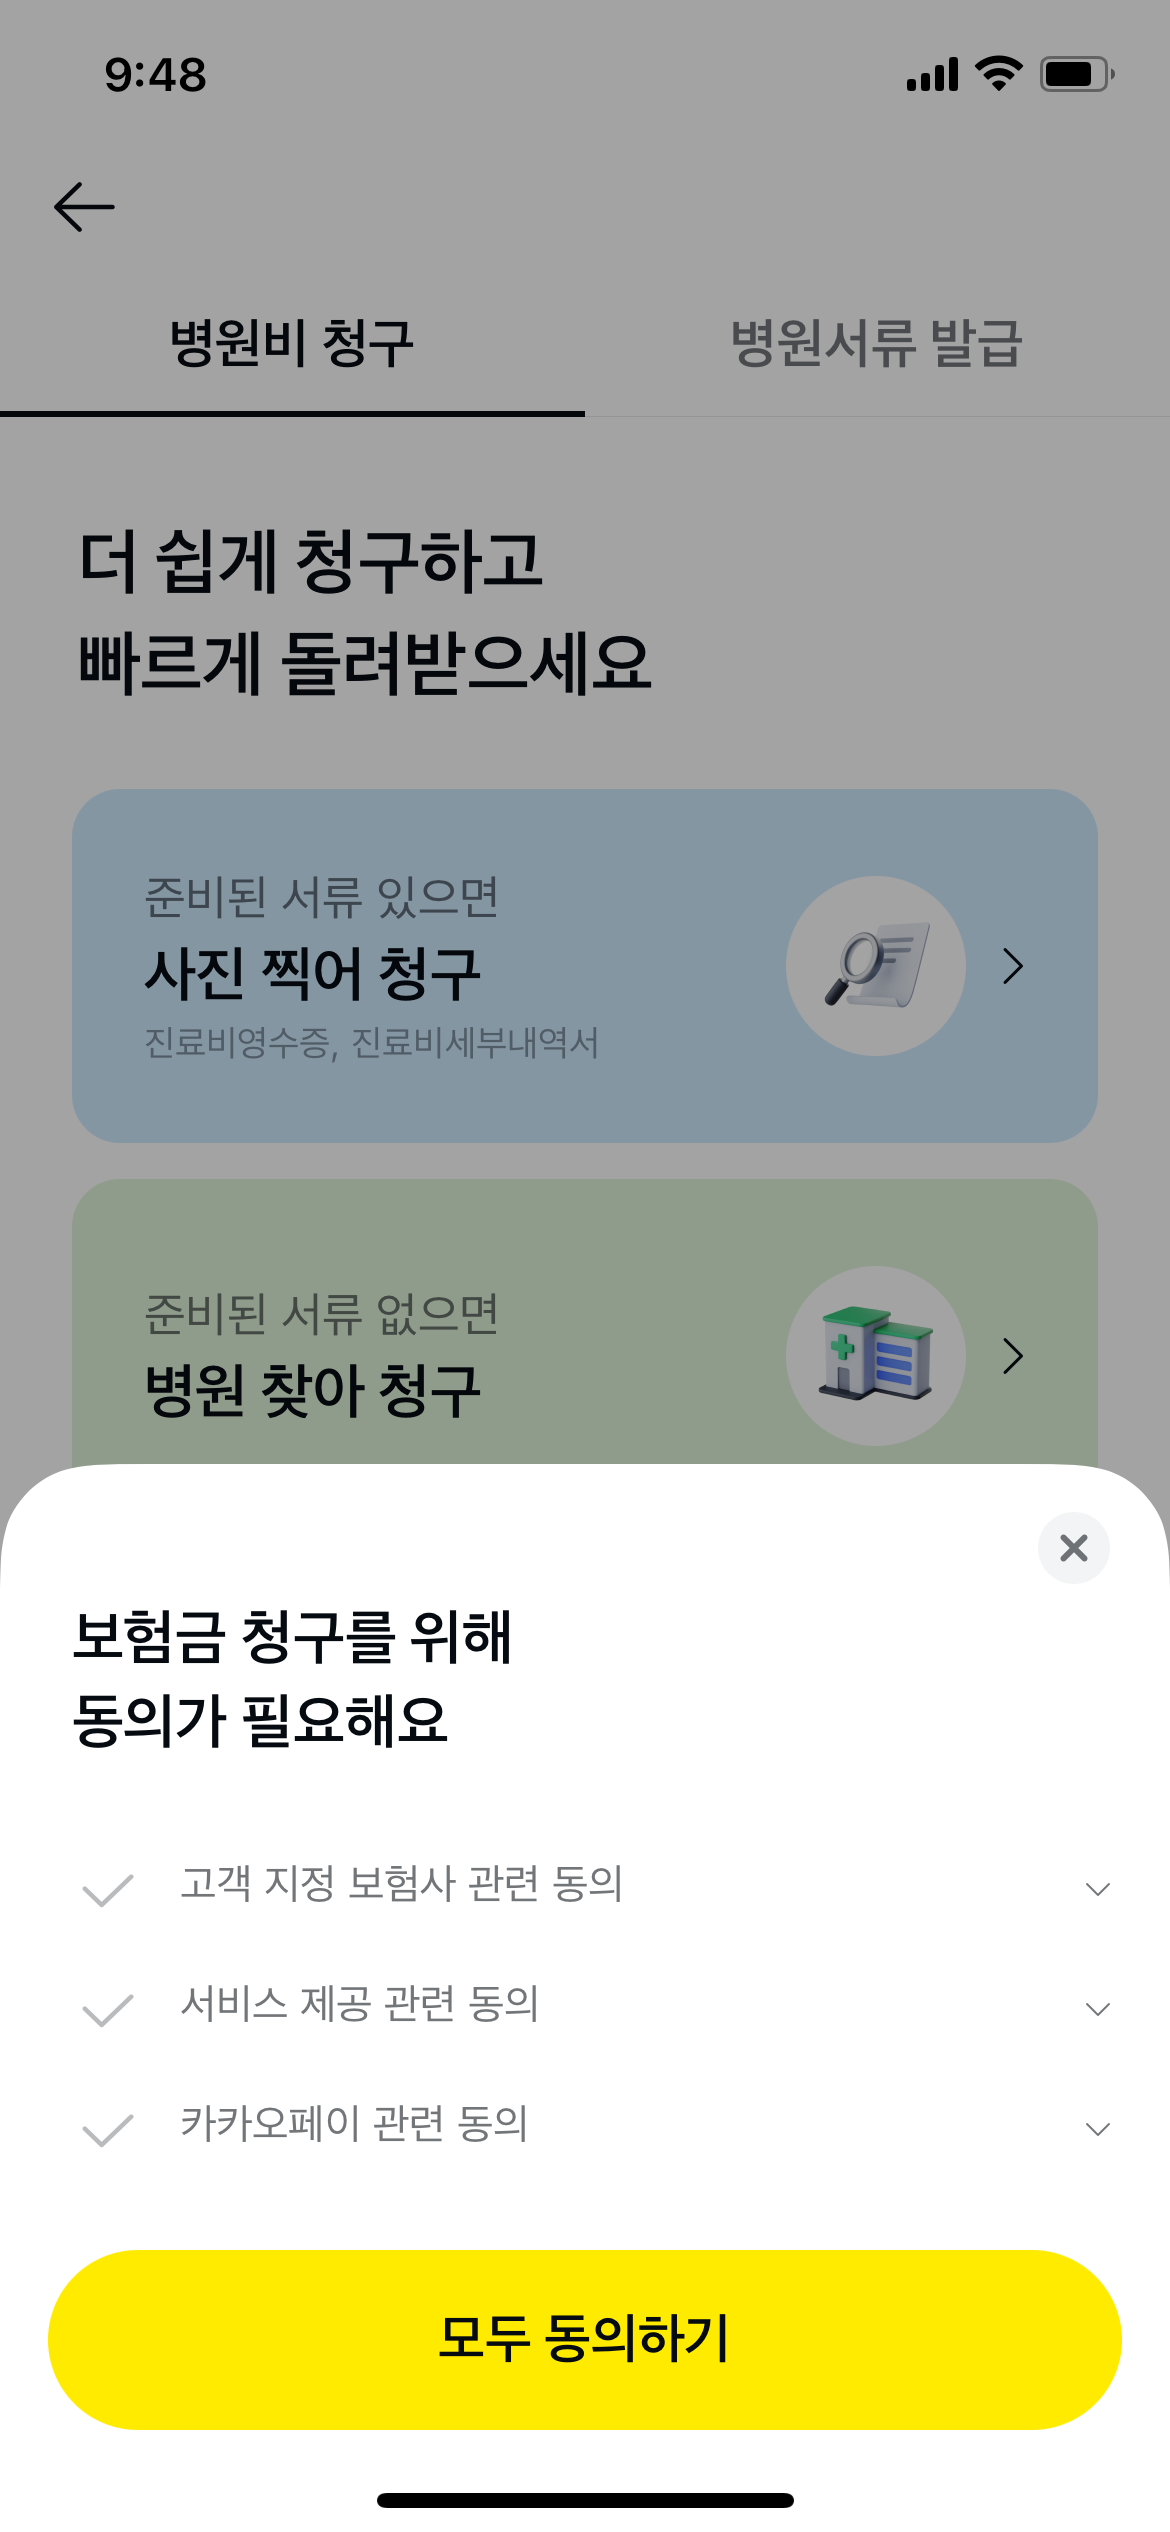 9:48
병원비 청구
병원서류 발급
더 쉽게 청구하고
빠르게 돌려받으세요
준비된 서류 있으면
사진 찍어 청구
진료비영수증, 진료비세부내역서
준비된 서류 없으면
병원 찾아 청구
보험금 청구를 위해
동의가 필요해요
고객 지정 보험사 관련 동의
서비스 제공 관련 동의
카카오페이 관련 동의
모두 동의하기